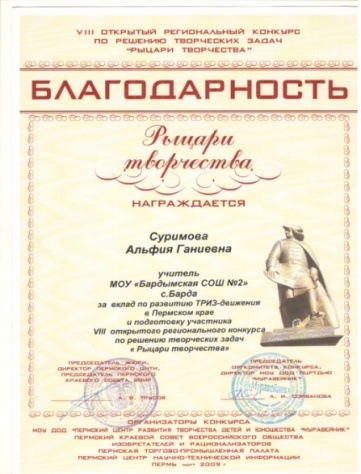 VIII ОТКРЫТЫЙ РЕГИОНАЛЬНЫЙ КОНКУРС
ПО РЕШЕНИЮ ТВОРЧЕСКИХ ЗАДАЧ
"РЫЦАРИ ТВОРЧЕСТВА"
БЛАГОДАРНОСТЬ
Рыцари
творчества
НАГРАЖДАЕТСЯ
Суримова
Альфия Ганиевна
учитель
МОУ «Бардымская СОШ №2»
с.Барда
за вклад по развитию ТРИЗ-движения
в Пермском крае
и подготовку участника
VIII открытого регионального конкурса
по решению творческих задач
« Рыцари творчества»
ПРЕДСЕДАТЕЛЬ ЖЮРИ,
ДИРЕКТОР ПЕРМСКОГО ЦНТИ,
ПРЕДСЕДАТЕЛЬ ПЕРМСКОГО
КРАЕВОГО СОВЕТА ВОИР
ПРЕДСЕДАТЕЛЬ
ОРГКОМИТЕТА КОНКУРСА,
ДИРЕКТОР МОУ ДОД
"МУРАВЕЙНИК"
ОРГАНИЗАТОРЫ КОНКУРСА
МОУ ДОД "ПЕРМСКИЙ ЦЕНТР РАЗВИТИЯ ТВОРЧЕСТВА ДЕТЕЙ И ЮНОШЕСТВА "МУРАВЕЙНИК"
ПЕРМСКИЙ КРАЕВОЙ СОВЕТ ВСЕРОССИЙСКОГО ОБЩЕСТВА
ИЗОБРЕТАТЕЛЕЙ И РАЦИОНАЛИЗАТОРОВ
ПЕРМСКАЯ ТОРГОВО-ПРОМЫШЛЕННАЯ ПАЛАТА
ПЕРМСКИЙ ЦЕНТР НАУЧНО-ТЕХНИЧЕСКОЙ ИНФОРМАЦИИ
ПЕРМЬ МАРТ 2009 г.